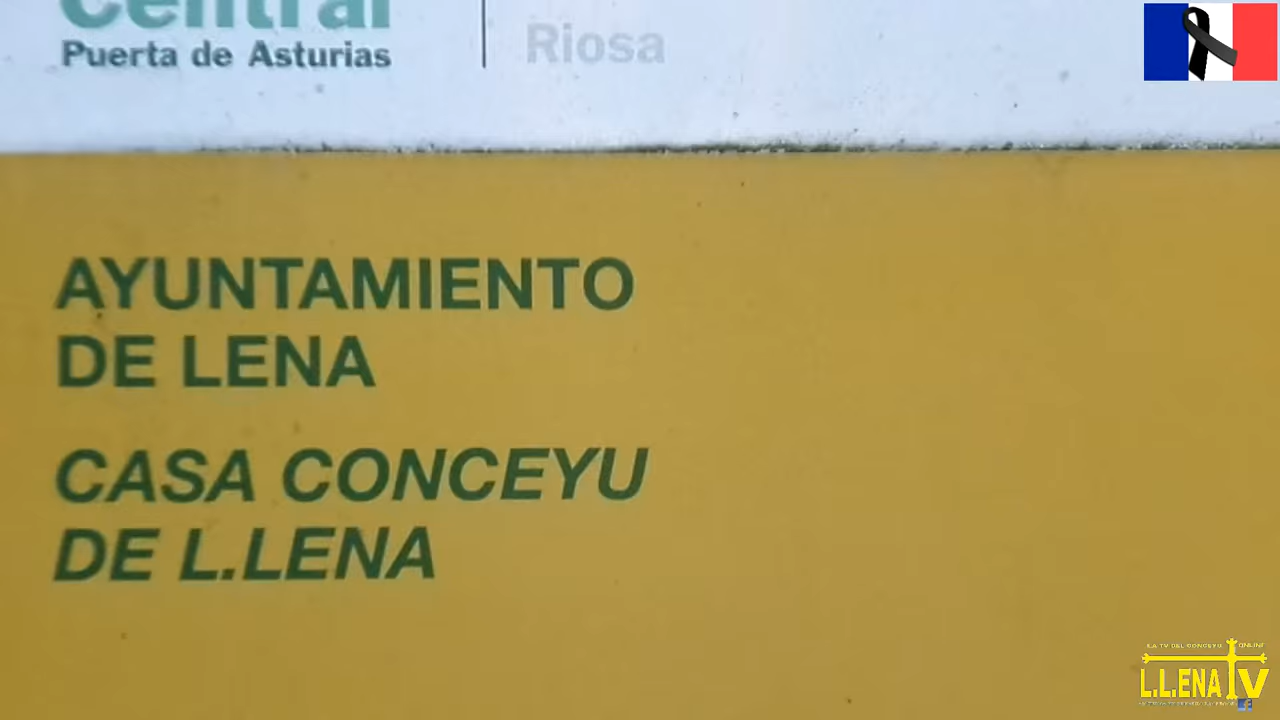 Central
Puerta de Asturias
Riosa
AYUNTAMIENTO
DE LENA
CASA CONCEYU
DE L.LENA
LA TV DEL CONCEYU ONLINE
L.LENA TV